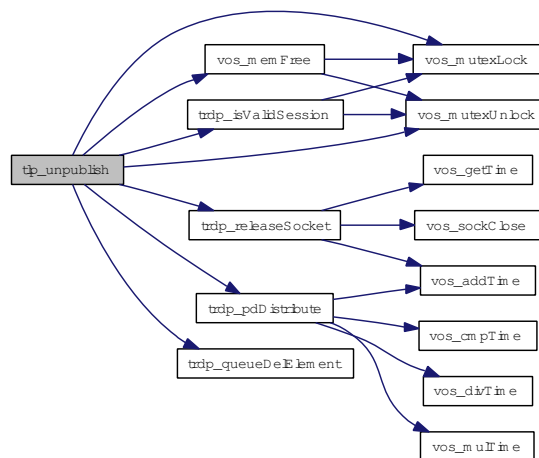 vos_memFree
vos_mutexLock
trdp_isValidSession
vos_mutexUnlock
tlp_unpublish
vos_getTime
trdp_releaseSocket
vos_sockClose
vos_addTime
trdp_pdDistribute
vos_cmpTime
trdp_queueDelElement
vos_divTime
vos_mulTime